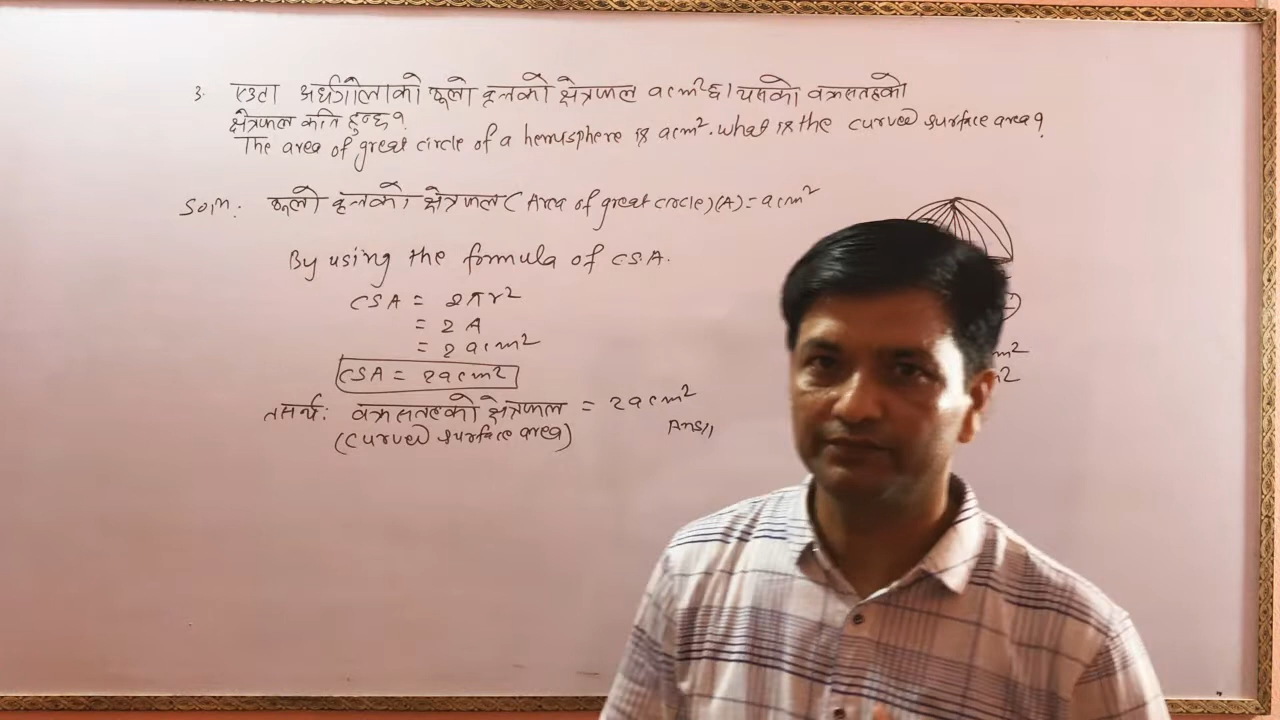 3. एउटा अर्धगोलाको ठूलो वृत्तको क्षेत्रफल a cm² छ। यसको वक्रसतहको
क्षेत्रफल कति हुन्छ?
The area of great circle of a hemisphere is a cm². What is the curved surface area?
Soln: ठूलो वृत्तको क्षेत्रफल (Area of great circle) (A) = a cm²
By using the formula of CSA.
CSA = 2πr²
= 2A
= 2a cm²
CSA = 2a cm²
तसर्थ: वक्रसतहको क्षेत्रफल = 2a cm²
(curved surface area) Ans//